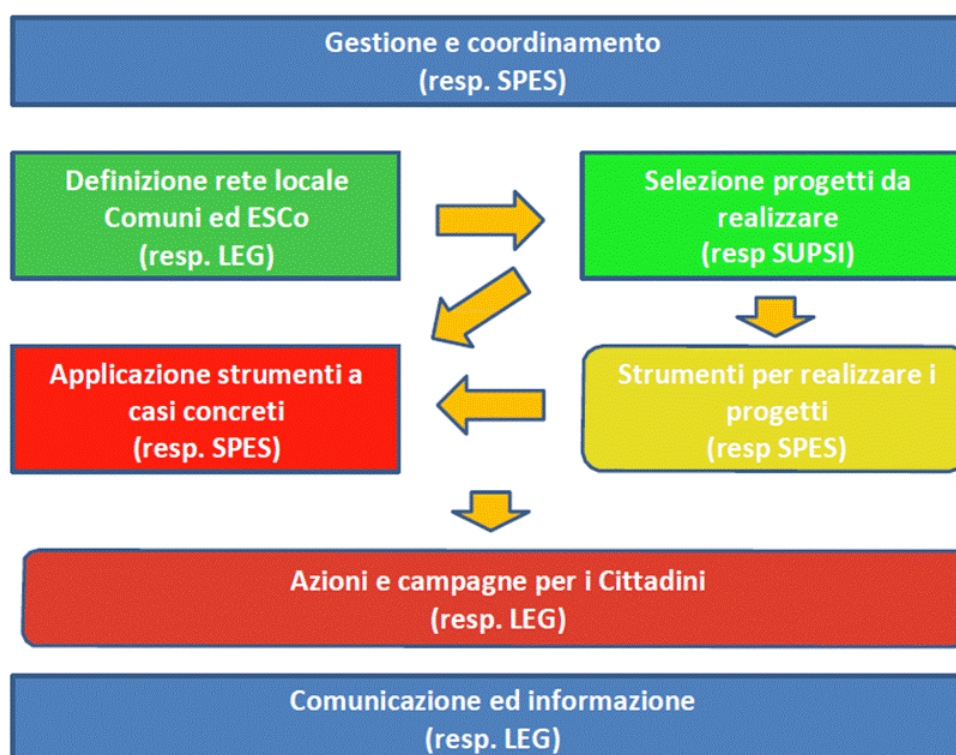 Gestione e coordinamento
(resp. SPES)
Definizione rete locale
Comuni ed ESCo
(resp. LEG)
Selezione progetti da
realizzare
(resp SUPSI)
Applicazione strumenti a
casi concreti
(resp. SPES)
Strumenti per realizzare i
progetti
(resp SPES)
Azioni e campagne per i Cittadini
(resp. LEG)
Comunicazione ed informazione
(resp. LEG)